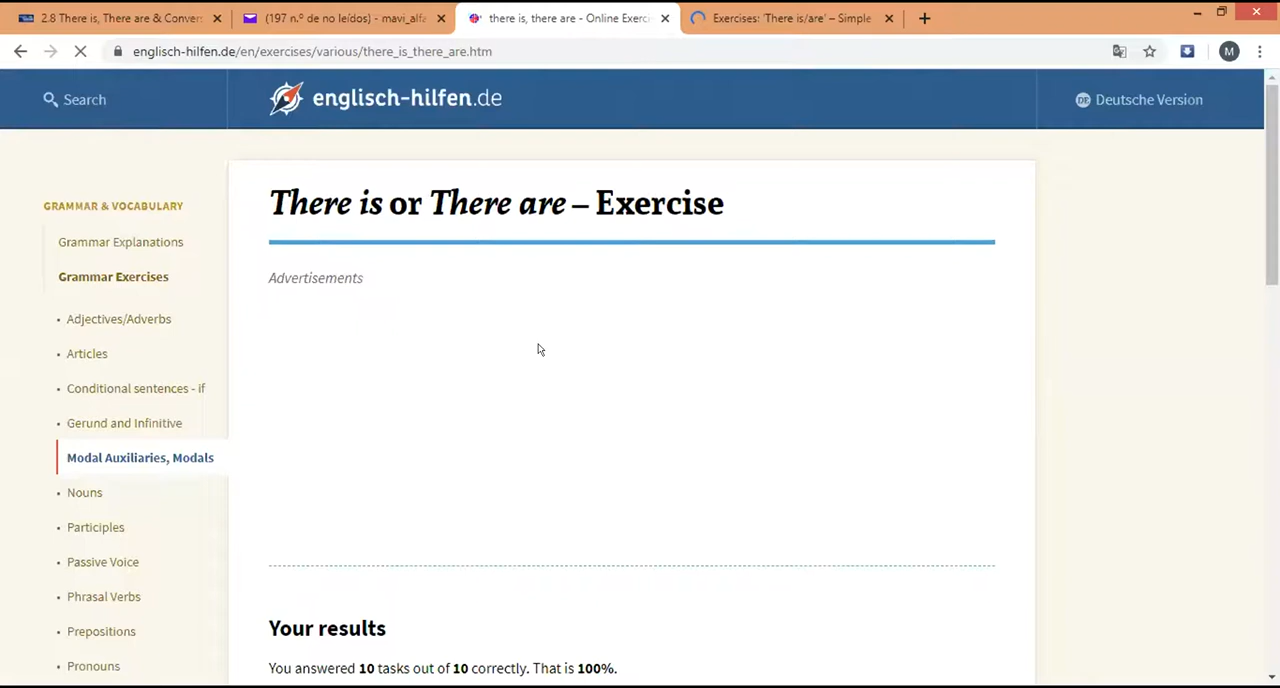 2.8 There is, There are & Conver
(197 n.º de no leídos) - mavi_alfa
there is, there are - Online Exerci
Exercises: 'There is/are' – Simple
englisch-hilfen.de/en/exercises/various/there_is_there_are.htm
M
Search
englisch-hilfen.de
DE Deutsche Version
There is or There are – Exercise
Advertisements
GRAMMAR & VOCABULARY
Grammar Explanations
Grammar Exercises
Adjectives/Adverbs
Articles
Conditional sentences - if
Gerund and Infinitive
Modal Auxiliaries, Modals
Nouns
Participles
Passive Voice
Phrasal Verbs
Prepositions
Pronouns
Your results
You answered 10 tasks out of 10 correctly. That is 100%.